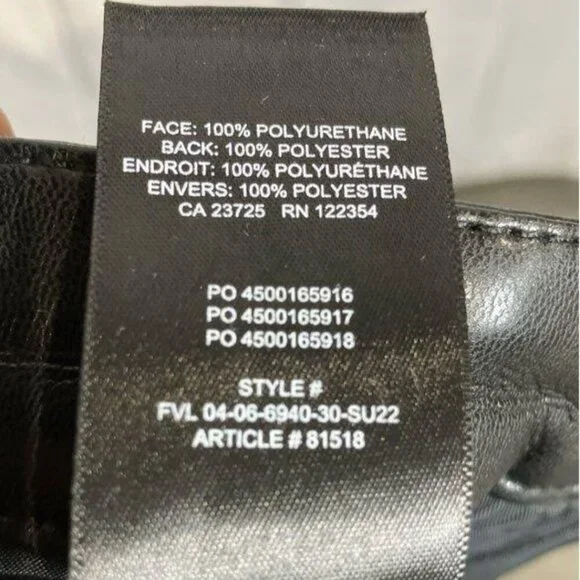 FACE: 100% POLYURETHANE
BACK: 100% POLYESTER
ENDROIT: 100% POLYURÉTHANE
ENVERS: 100% POLYESTER
CA 23725 RN 122354
PO 4500165916
PO 4500165917
PO 4500165918
STYLE #
FVL 04-06-6940-30-SU22
ARTICLE # 81518